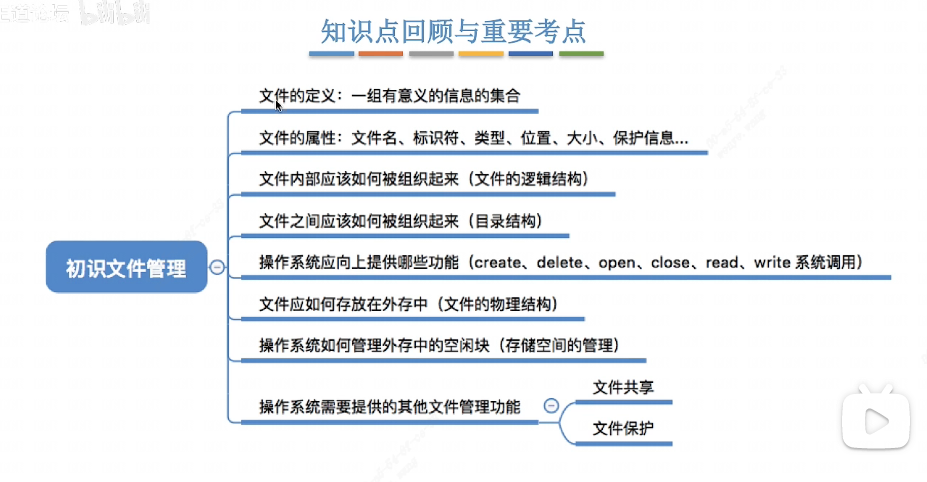 bilibili
知识点回顾与重要考点
文件的定义：一组有意义的信息的集合
文件的属性：文件名、标识符、类型、位置、大小、保护信息...
文件内部应该如何被组织起来（文件的逻辑结构）
文件之间应该如何被组织起来（目录结构）
初识文件管理
操作系统应向上提供哪些功能（create、delete、open、close、read、write 系统调用）
文件应如何存放在外存中（文件的物理结构）
操作系统如何管理外存中的空闲块（存储空间的管理）
操作系统需要提供的其他文件管理功能
文件共享
文件保护